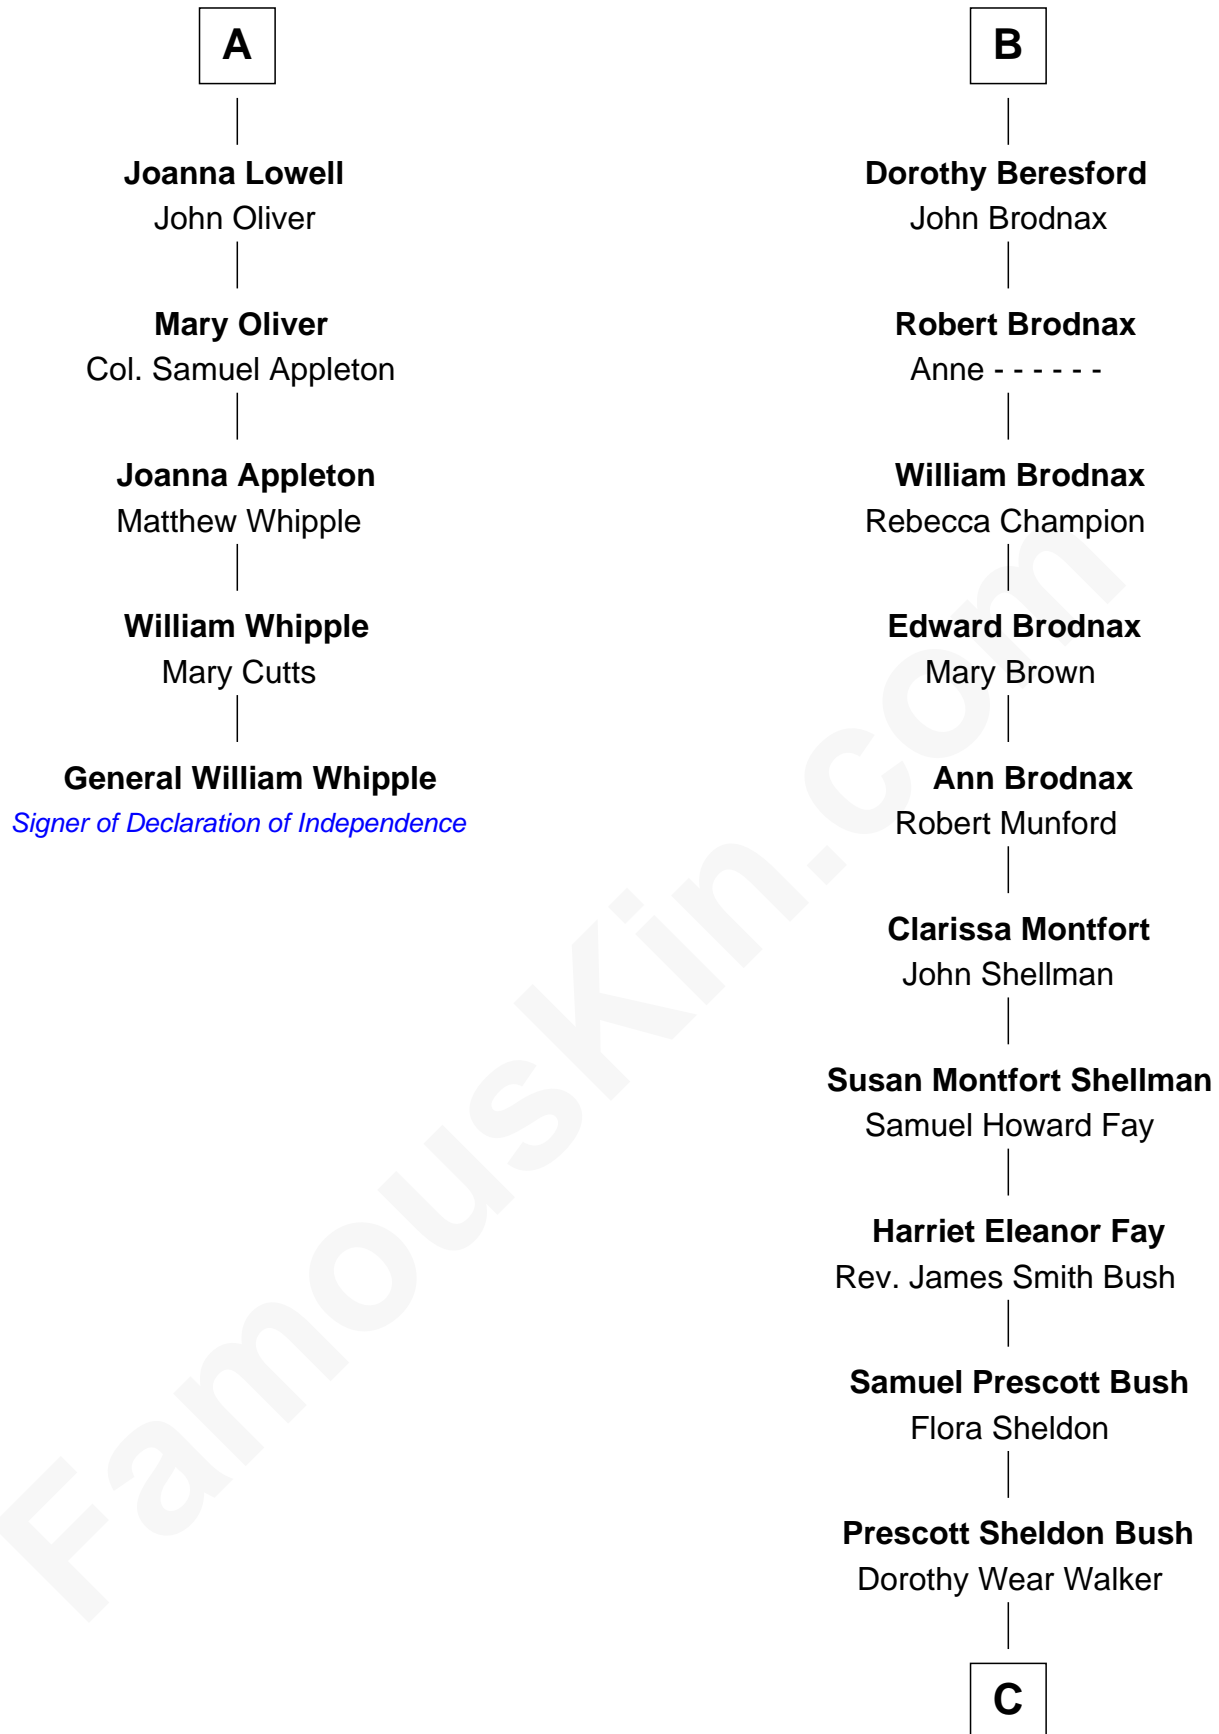 A
Joanna Lowell
John Oliver
Mary Oliver
Col. Samuel Appleton
Joanna Appleton
Matthew Whipple
William Whipple
Mary Cutts
General William Whipple
Signer of Declaration of Independence
B
Dorothy Beresford
John Brodnax
Robert Brodnax
Anne - - - - - -
William Brodnax
Rebecca Champion
Edward Brodnax
Mary Brown
Ann Brodnax
Robert Munford
Clarissa Montfort
John Shellman
Susan Montfort Shellman
Samuel Howard Fay
Harriet Eleanor Fay
Rev. James Smith Bush
Samuel Prescott Bush
Flora Sheldon
Prescott Sheldon Bush
Dorothy Wear Walker
C
FamousKin.com